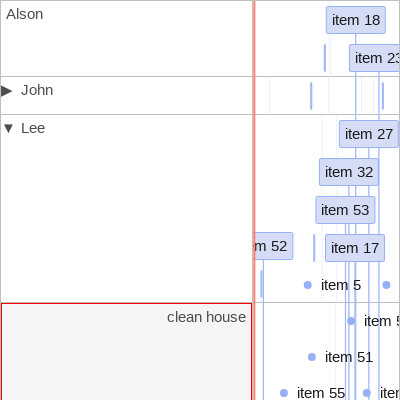 Alson
item 18
item 23
▶ John
▼ Lee
item 27
item 32
item 53
m 52
item 17
item 5
clean house
item 5
item 51
item 55
iter